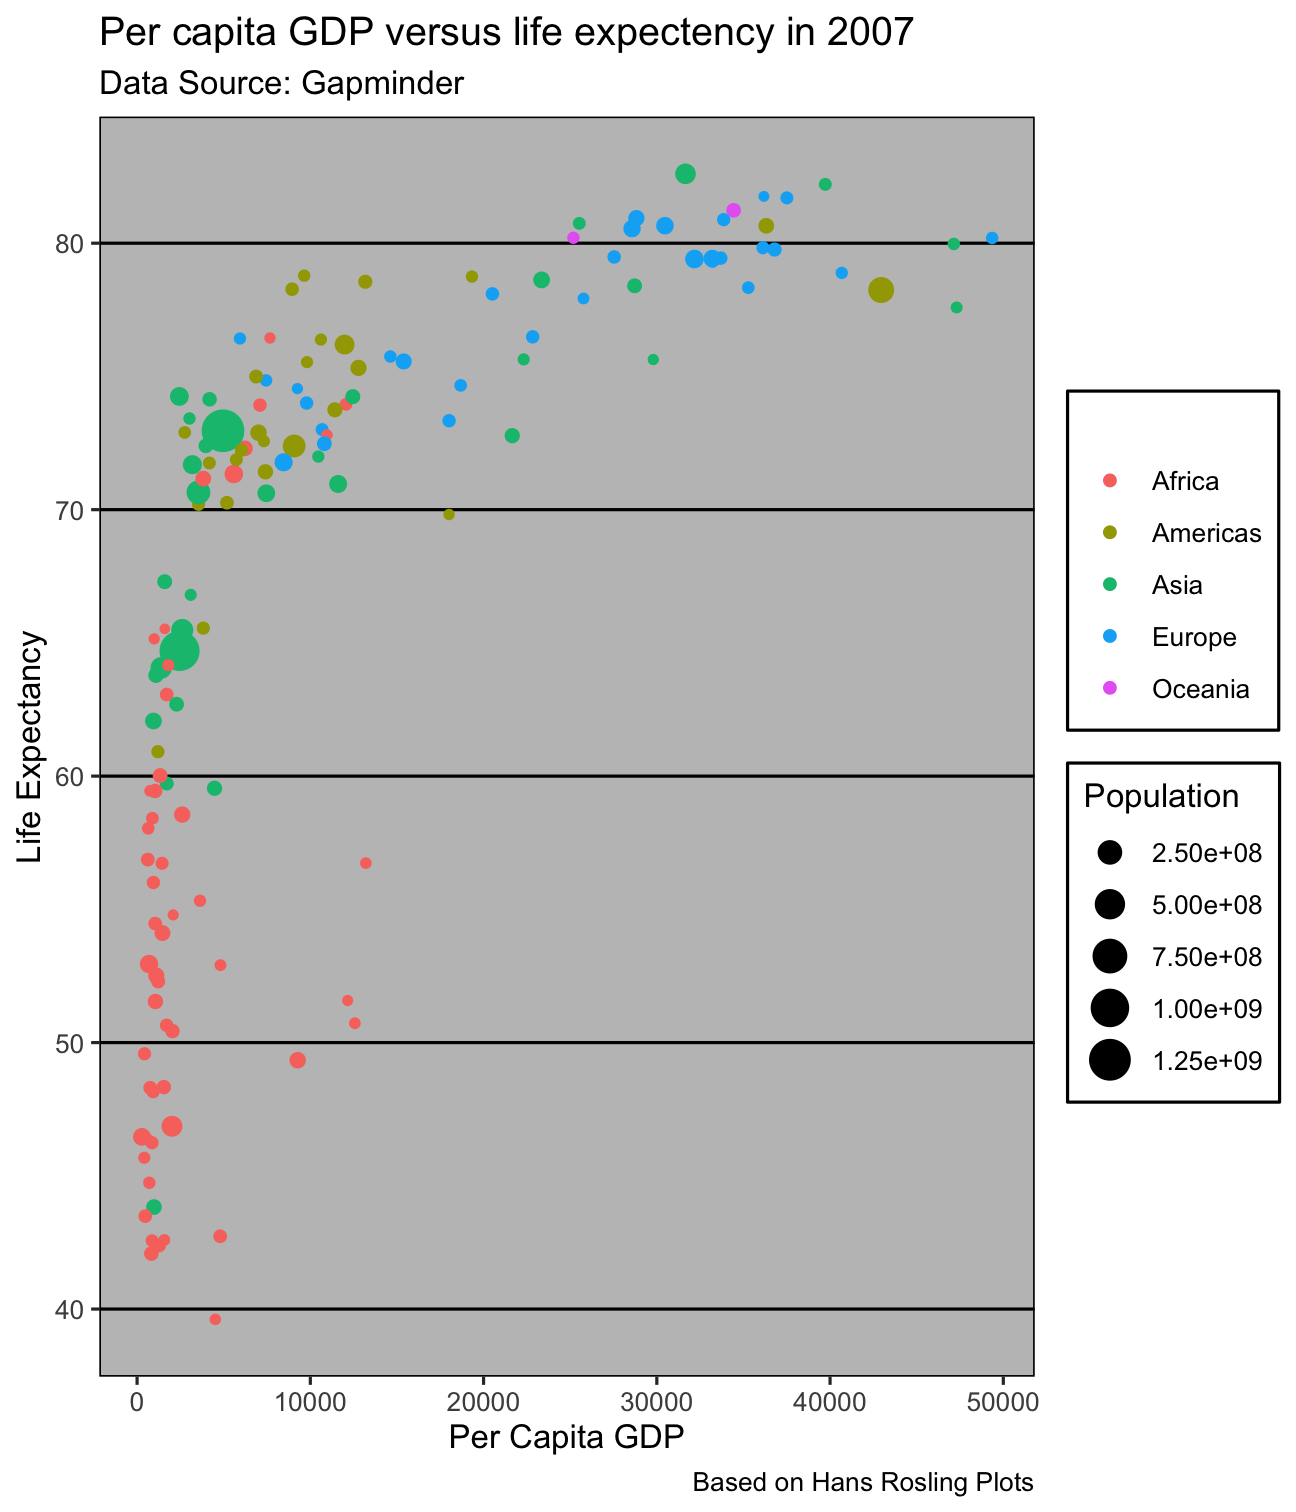 Per capita GDP versus life expectency in 2007
Data Source: Gapminder
80
70
60
50
40
Life Expectancy
0 10000 20000 30000 40000 50000
Per Capita GDP
Based on Hans Rosling Plots
Africa
Americas
Asia
Europe
Oceania
Population
2.50e+08
5.00e+08
7.50e+08
1.00e+09
1.25e+09